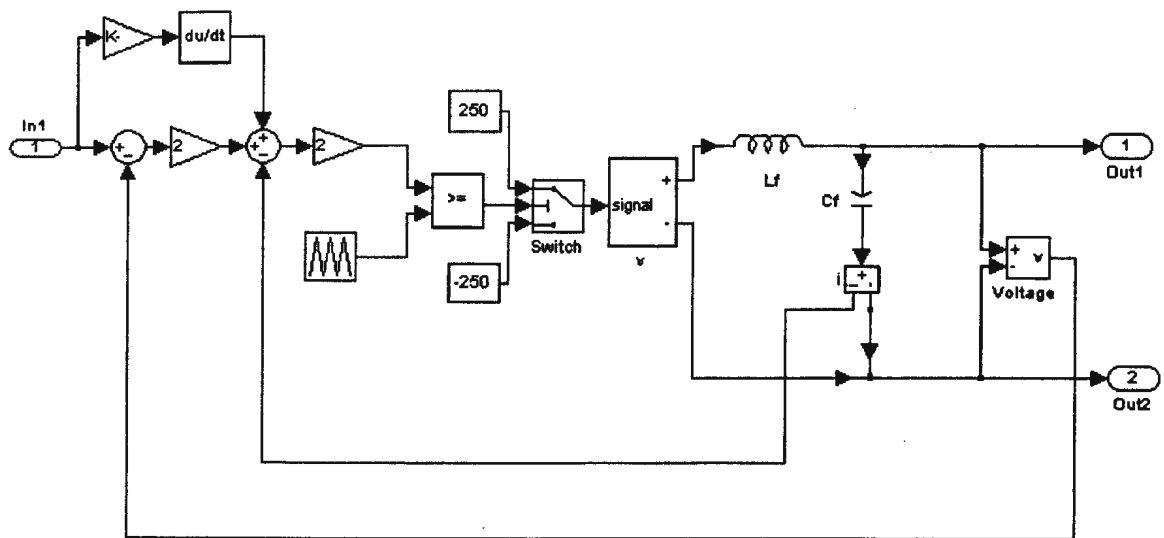 K-
du/dt
In1
1
+
-
2
+
+
-
2
250
>=
-250
Switch
signal
+
-
v
Lf
Cf
i
+
-
+
-
v
Voltage
1
Out1
2
Out2